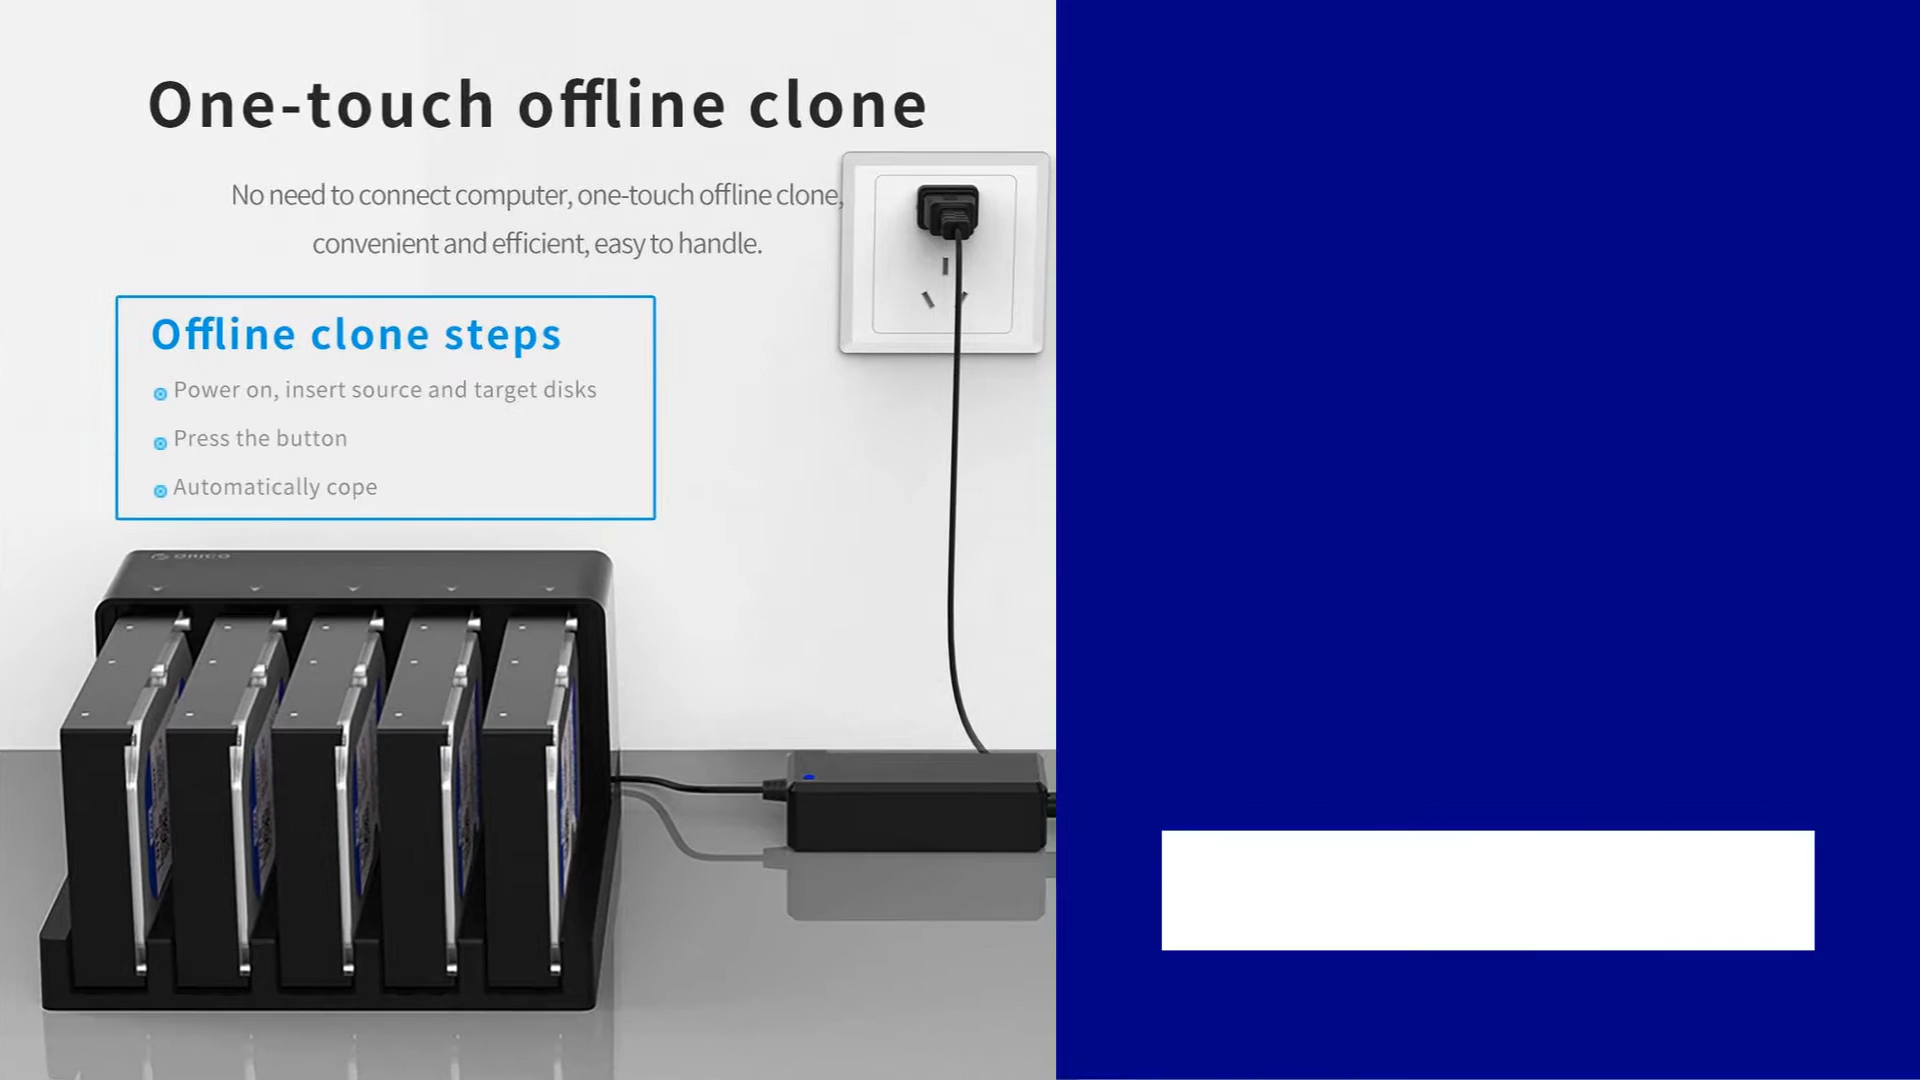 One-touch offline clone
No need to connect computer, one-touch offline clone,
convenient and efficient, easy to handle.
Offline clone steps
Power on, insert source and target disks
Press the button
Automatically cope
ORICO